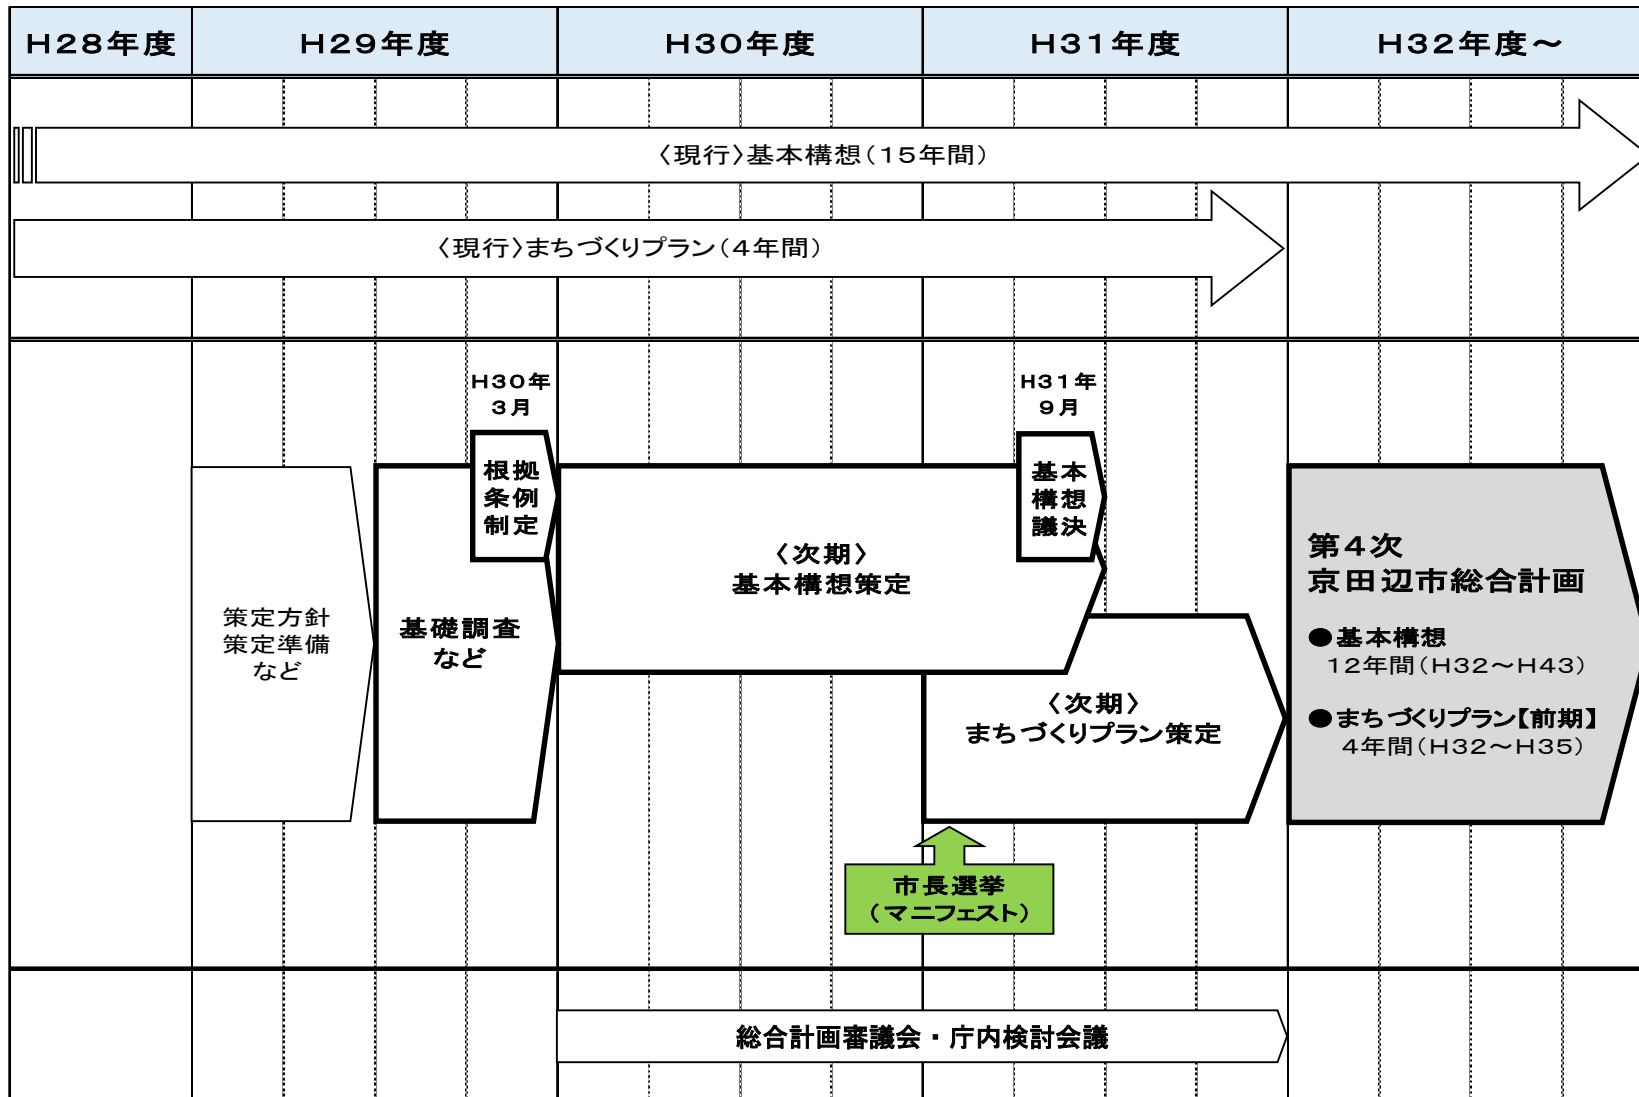 H28年度
H29年度
H30年度
H31年度
H32年度～
〈現行〉基本構想（15年間）
〈現行〉まちづくりプラン（4年間）
H30年
3月
H31年
9月
根拠
条例
制定
基本
構想
議決
策定方針
策定準備
など
基礎調査
など
〈次期〉
基本構想策定
〈次期〉
まちづくりプラン策定
第4次
京田辺市総合計画
●基本構想
12年間（H32～H43）
●まちづくりプラン【前期】
4年間（H32～H35）
市長選挙
（マニフェスト）
総合計画審議会・庁内検討会議